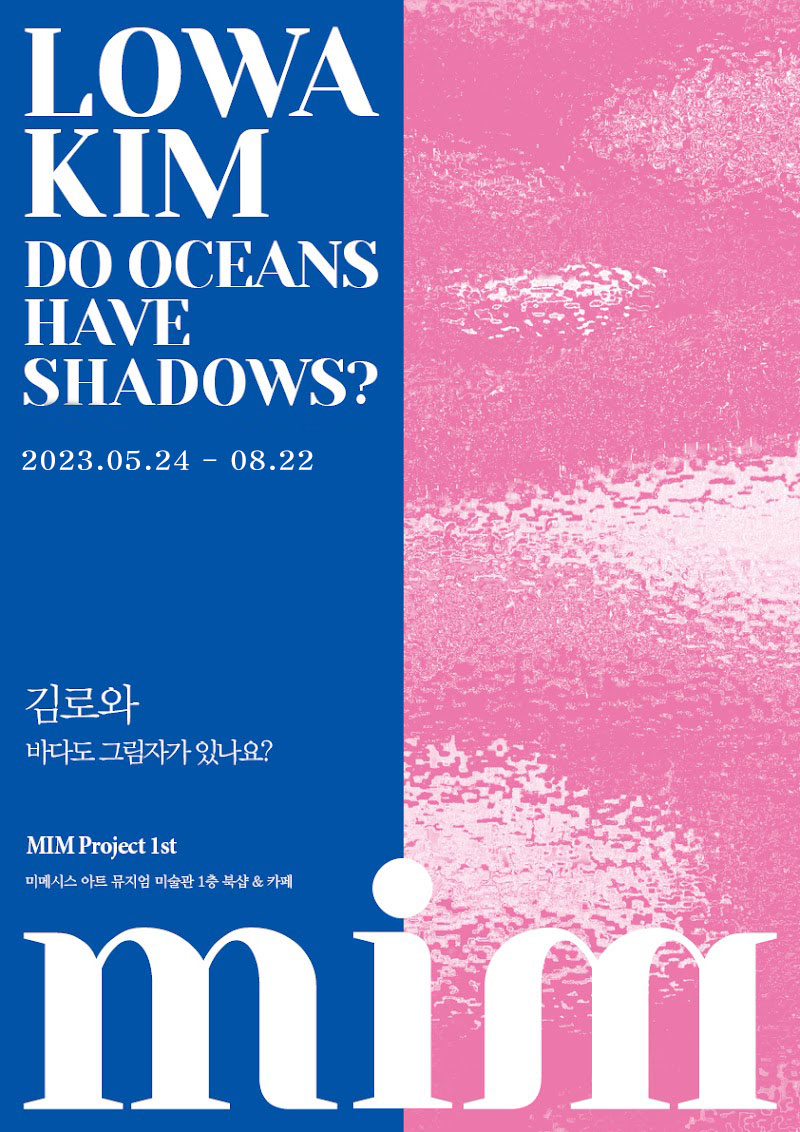 LOWA
KIM
DO OCEANS
HAVE
SHADOWS?
2023.05.24 - 08.22
김로와
바다도 그림자가 있나요?
MIM Project 1st
미메시스 아트 뮤지엄 미술관 1층 북샵 & 카페
mim